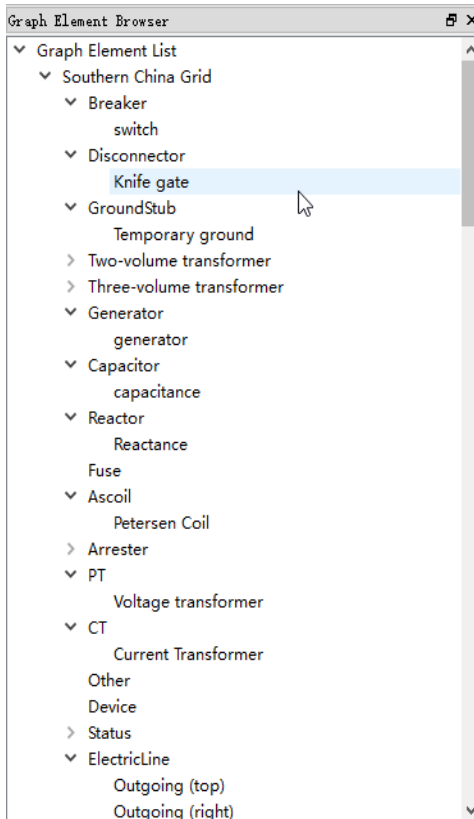 Graph Element Browser
Graph Element List
Southern China Grid
Breaker
switch
Disconnector
Knife gate
GroundStub
Temporary ground
Two-volume transformer
Three-volume transformer
Generator
generator
Capacitor
capacitance
Reactor
Reactance
Fuse
Ascoil
Petersen Coil
Arrester
PT
Voltage transformer
CT
Current Transformer
Other
Device
Status
ElectricLine
Outgoing (top)
Outgoing (right)